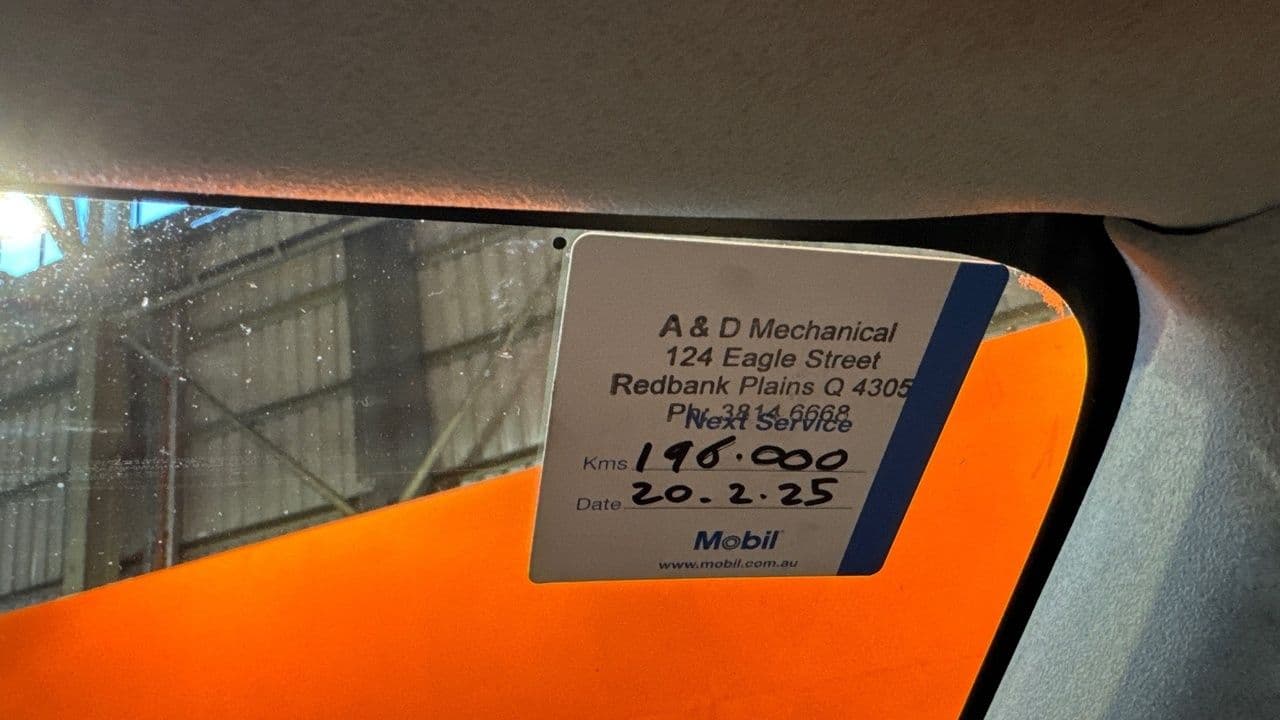 A & D Mechanical
124 Eagle Street
Redbank Plains Q 4305
Ph: 3814 6668
Next Service
Kms 196.000
Date 20.2.25
Mobil
www.mobil.com.au